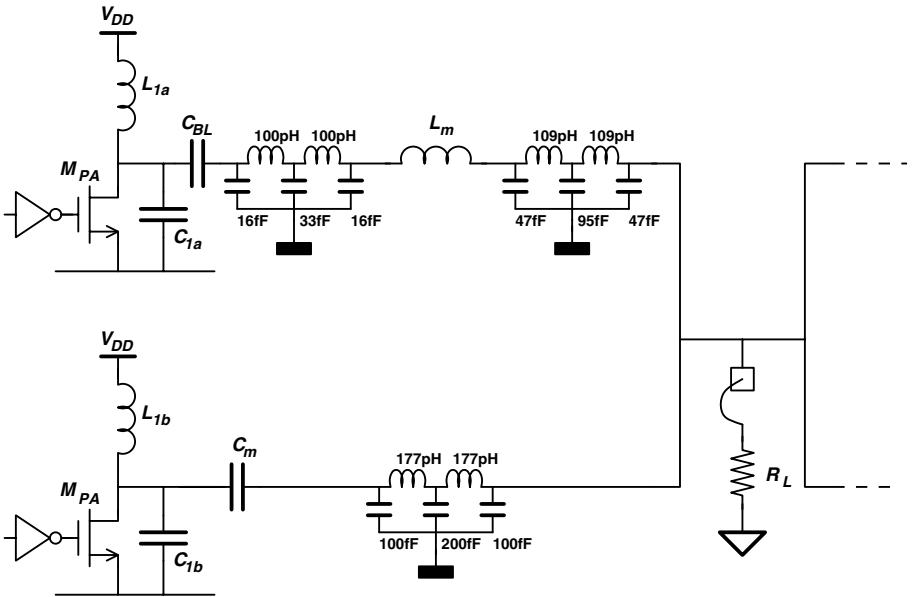 V_DD
L_1a
C_BL
100pH 100pH
L_m
109pH 109pH
M_PA
C_1a
16fF 33fF 16fF
47fF 95fF 47fF
V_DD
L_1b
C_m
177pH 177pH
M_PA
C_1b
100fF 200fF 100fF
R_L